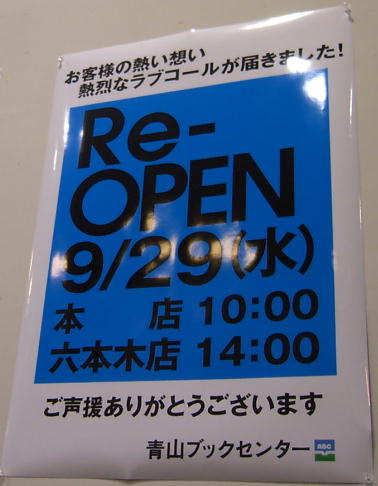 お客様の熱い想い
熱烈なラブコールが届きました!
Re-
OPEN
9/29(水)
本 店 10:00
六本木店 14:00
ご声援ありがとうございます
青山ブックセンター ABC